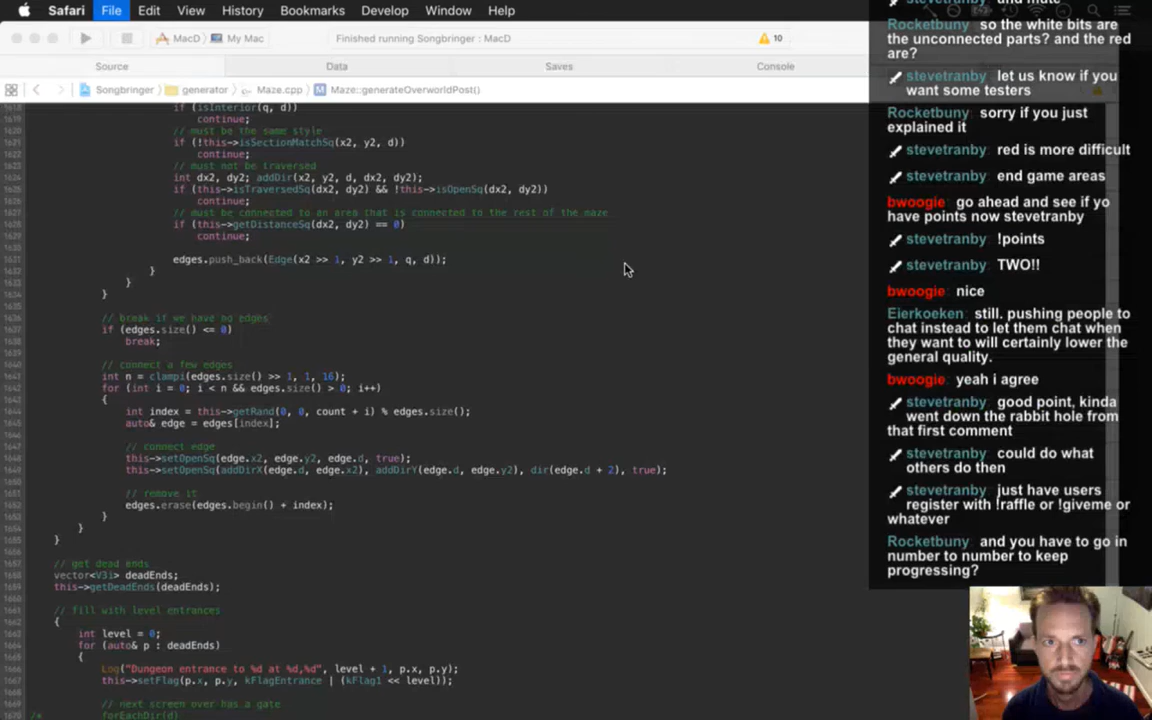 Safari File Edit View History Bookmarks Develop Window Help
MacD My Mac
Finished running Songbringer : MacD
10
Source Data Saves Console
Songbringer generator Maze.cpp Maze::generateOverworldPost()
if (isInterior(q, d))
continue;
// must be the same style
if (!this->isSectionMatchSq(x2, y2, d))
continue;
// must not be traversed
int dx2, dy2; addDir(x2, y2, d, dx2, dy2);
if (this->isTraversedSq(dx2, dy2) && !this->isOpenSq(dx2, dy2))
continue;
// must be connected to an area that is connected to the rest of the maze
if (this->getDistanceSq(dx2, dy2) == 0)
continue;
edges.push_back(Edge(x2 >> 1, y2 >> 1, q, d));
}
}
}
// break if we have no edges
if (edges.size() <= 0)
break;
// connect a few edges
int n = clampi(edges.size() >> 1, 1, 16);
for (int i = 0; i < n && edges.size() > 0; i++)
{
int index = this->getRand(0, 0, count + i) % edges.size();
auto& edge = edges[index];
// connect edge
this->setOpenSq(edge.x2, edge.y2, edge.d, true);
this->setOpenSq(addDirX(edge.d, edge.x2), addDirY(edge.d, edge.y2), dir(edge.d + 2), true);
// remove it
edges.erase(edges.begin() + index);
}
}
}
// get dead ends
vector<V3i> deadEnds;
this->getDeadEnds(deadEnds);
// fill with level entrances
{
int level = 0;
for (auto& p : deadEnds)
{
Log("Dungeon entrance to %d at %d,%d", level + 1, p.x, p.y);
this->setFlag(p.x, p.y, kFlagEntrance | (kFlag1 << level));
// next screen over has a gate
/* forEachDir(d)
and mute
Rocketbuny so the white bits are
the unconnected parts? and the red
are?
stevetranby let us know if you
want some testers
Rocketbuny sorry if you just
explained it
stevetranby red is more difficult
stevetranby end game areas
bwoogie go ahead and see if yo
have points now stevetranby
stevetranby !points
stevetranby TWO!!
bwoogie nice
Eierkoeken still. pushing people to
chat instead to let them chat when
they want to will certainly lower the
general quality.
bwoogie yeah i agree
stevetranby good point, kinda
went down the rabbit hole from
that first comment
stevetranby could do what
others do then
stevetranby just have users
register with !raffle or !giveme or
whatever
Rocketbuny and you have to go in
number to number to keep
progressing?